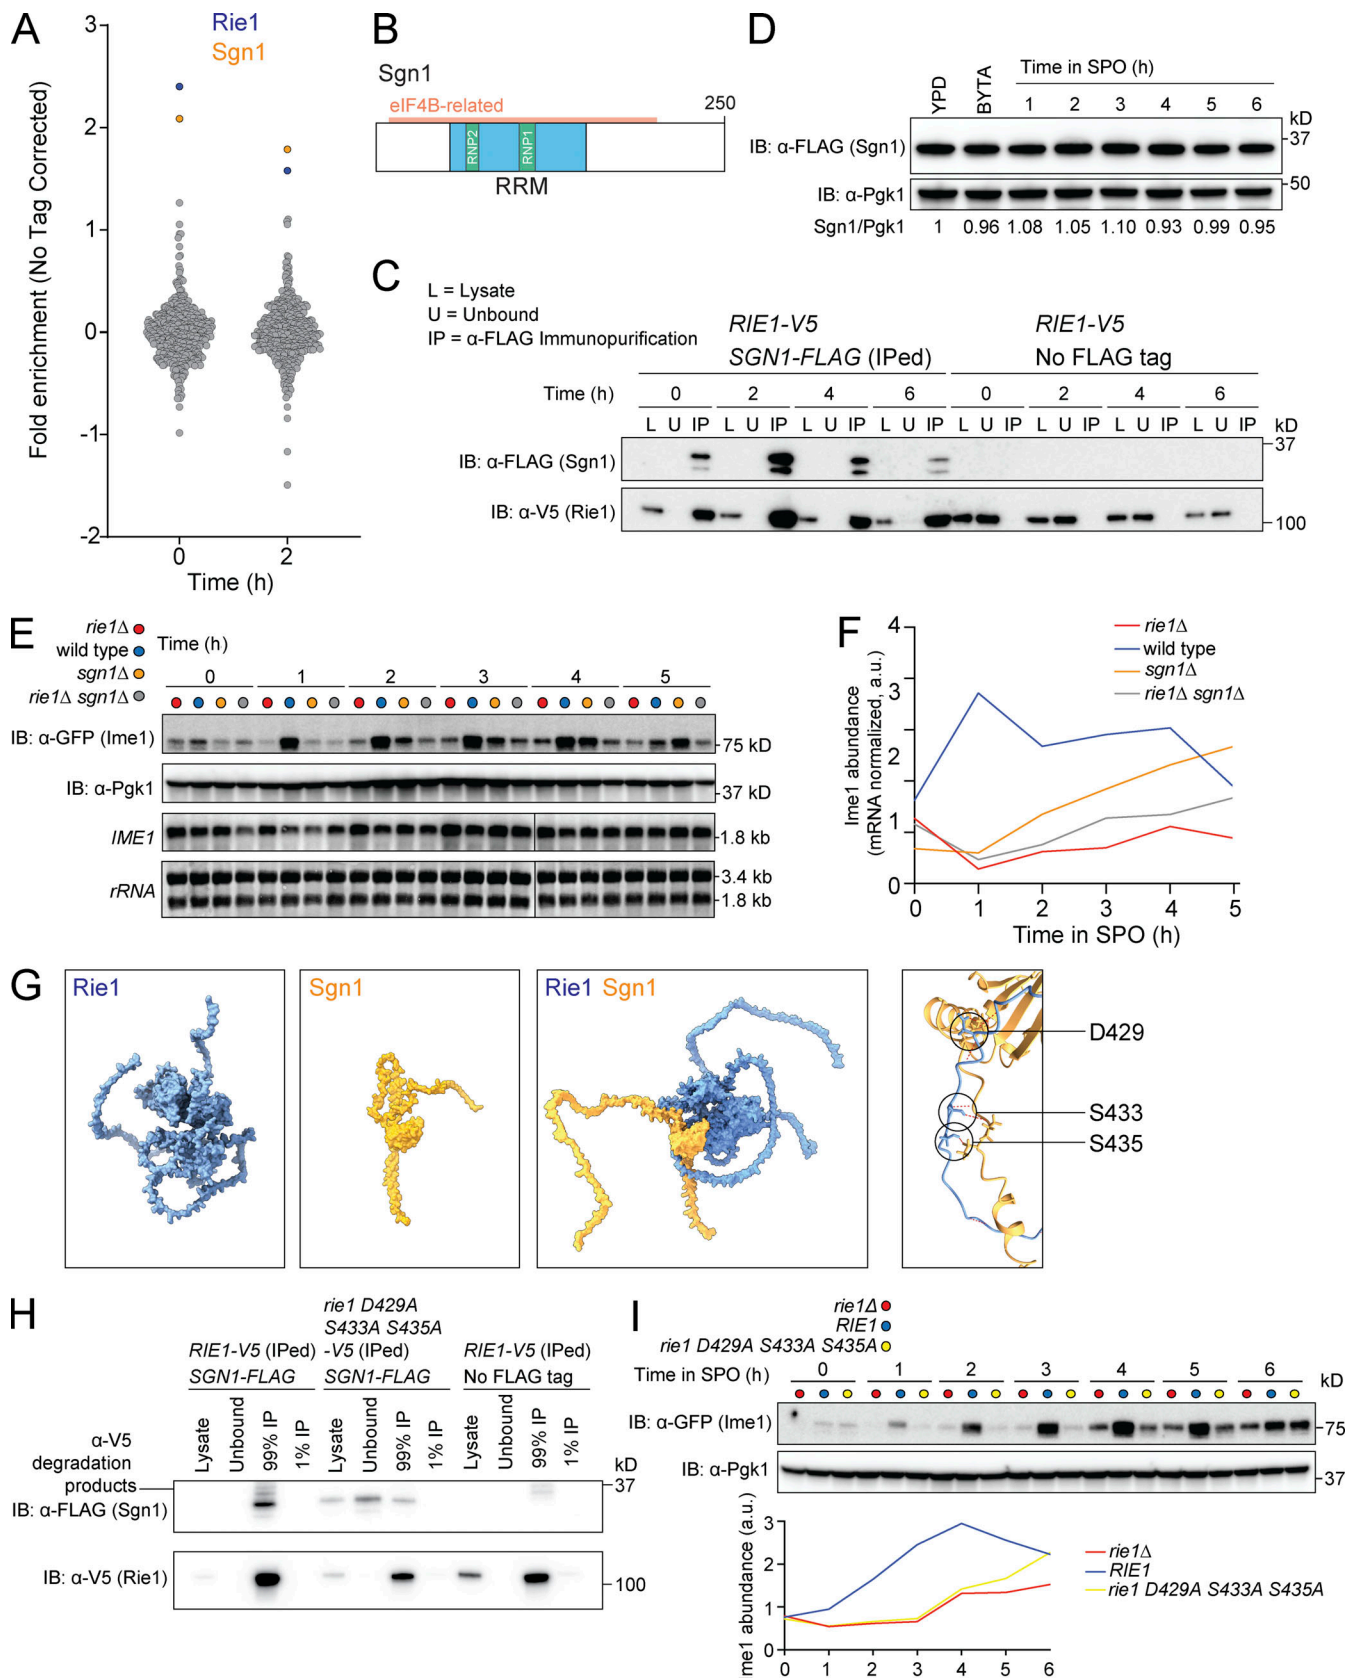 A
Rie1
Sgn1
Fold enrichment (No Tag Corrected)
3
2
1
0
-1
-2
0 2
Time (h)
B
Sgn1
eIF4B-related
250
RNP2
RNP1
RRM
D
YPD
BYTA
Time in SPO (h)
1 2 3 4 5 6
kD
IB: α-FLAG (Sgn1)
37
IB: α-Pgk1
50
Sgn1/Pgk1 1 0.96 1.08 1.05 1.10 0.93 0.99 0.95
C
L = Lysate
U = Unbound
IP = α-FLAG Immunopurification
RIE1-V5
SGN1-FLAG (IPed)
RIE1-V5
No FLAG tag
Time (h) 0 2 4 6 0 2 4 6
L U IP L U IP L U IP L U IP L U IP L U IP L U IP L U IP kD
IB: α-FLAG (Sgn1)
37
IB: α-V5 (Rie1)
100
E
rie1Δ
wild type
sgn1Δ
rie1Δ sgn1Δ
Time (h)
0 1 2 3 4 5
IB: α-GFP (Ime1)
75 kD
IB: α-Pgk1
37 kD
IME1
1.8 kb
rRNA
3.4 kb
1.8 kb
F
Ime1 abundance
(mRNA normalized, a.u.)
4
3
2
1
0
0 1 2 3 4 5
Time in SPO (h)
rie1Δ
wild type
sgn1Δ
rie1Δ sgn1Δ
G
Rie1
Sgn1
Rie1 Sgn1
D429
S433
S435
H
RIE1-V5 (IPed)
SGN1-FLAG
rie1 D429A
S433A S435A
-V5 (IPed)
SGN1-FLAG
RIE1-V5 (IPed)
No FLAG tag
Lysate
Unbound
99% IP
1% IP
Lysate
Unbound
99% IP
1% IP
Lysate
Unbound
99% IP
1% IP
α-V5
degradation
products
kD
37
IB: α-FLAG (Sgn1)
IB: α-V5 (Rie1)
100
I
rie1Δ
RIE1
rie1 D429A S433A S435A
Time in SPO (h) 0 1 2 3 4 5 6 kD
IB: α-GFP (Ime1)
75
IB: α-Pgk1
37
me1 abundance (a.u.)
3
2
1
0
0 1 2 3 4 5 6
rie1Δ
RIE1
rie1 D429A S433A S435A